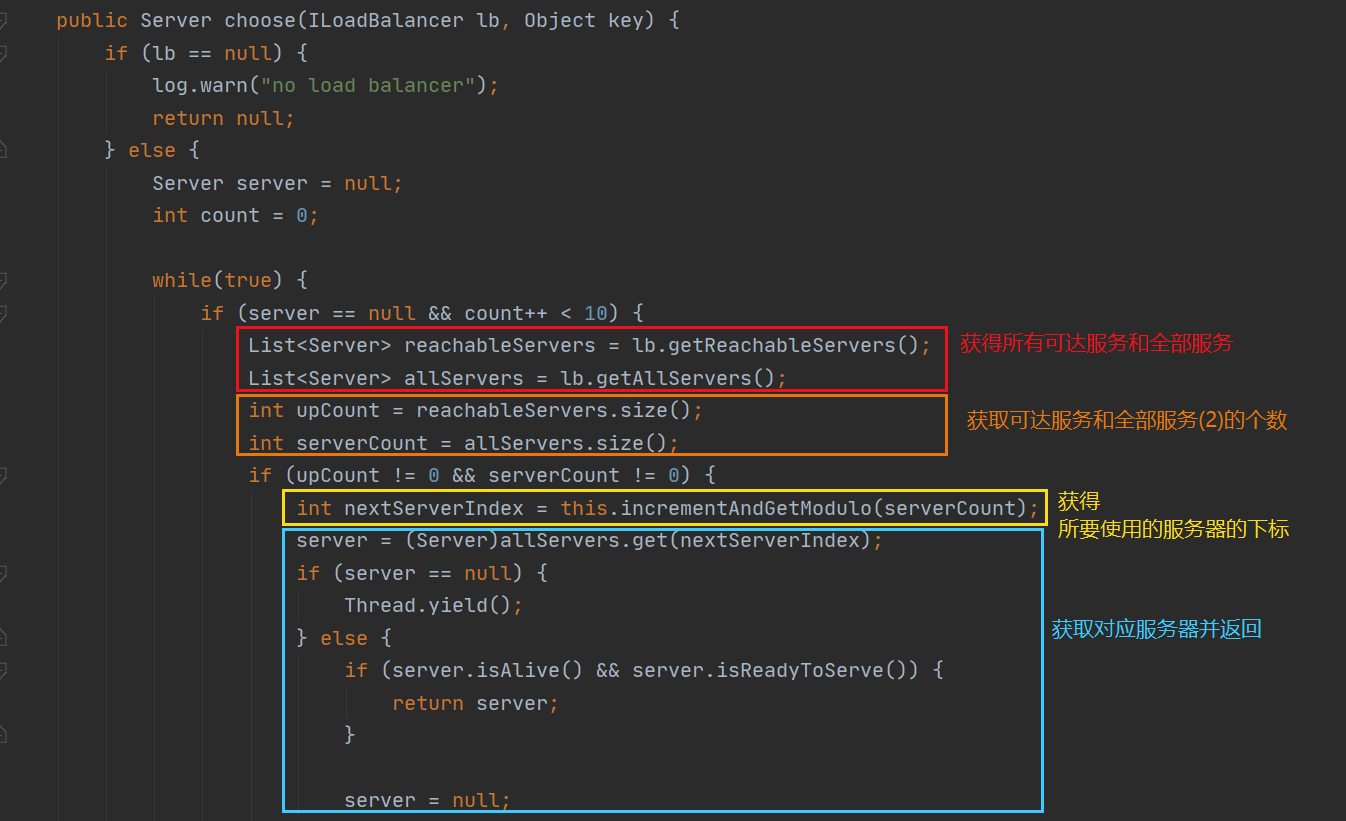 public Server choose(ILoadBalancer lb, Object key) {
if (lb == null) {
log.warn("no load balancer");
return null;
} else {
Server server = null;
int count = 0;
while(true) {
if (server == null && count++ < 10) {
List<Server> reachableServers = lb.getReachableServers();
获得所有可达服务和全部服务
List<Server> allServers = lb.getAllServers();
int upCount = reachableServers.size();
获取可达服务和全部服务(2)的个数
int serverCount = allServers.size();
if (upCount != 0 && serverCount != 0) {
int nextServerIndex = this.incrementAndGetModulo(serverCount);
获得
所要使用的服务器的下标
server = (Server)allServers.get(nextServerIndex);
if (server == null) {
Thread.yield();
} else {
获取对应服务器并返回
if (server.isAlive() && server.isReadyToServe()) {
return server;
}
server = null;